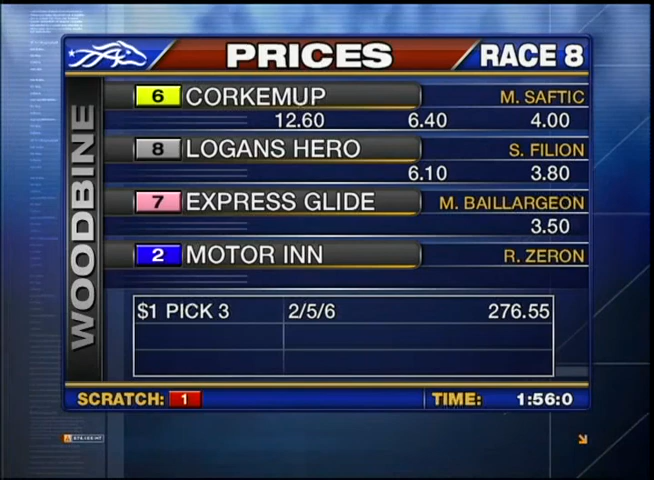 PRICES
RACE 8
WOODBINE
6 CORKEMUP M. SAFTIC
12.60 6.40 4.00
8 LOGANS HERO S. FILION
6.10 3.80
7 EXPRESS GLIDE M. BAILLARGEON
3.50
2 MOTOR INN R. ZERON
$1 PICK 3 2/5/6 276.55
SCRATCH: 1 TIME: 1:56:0